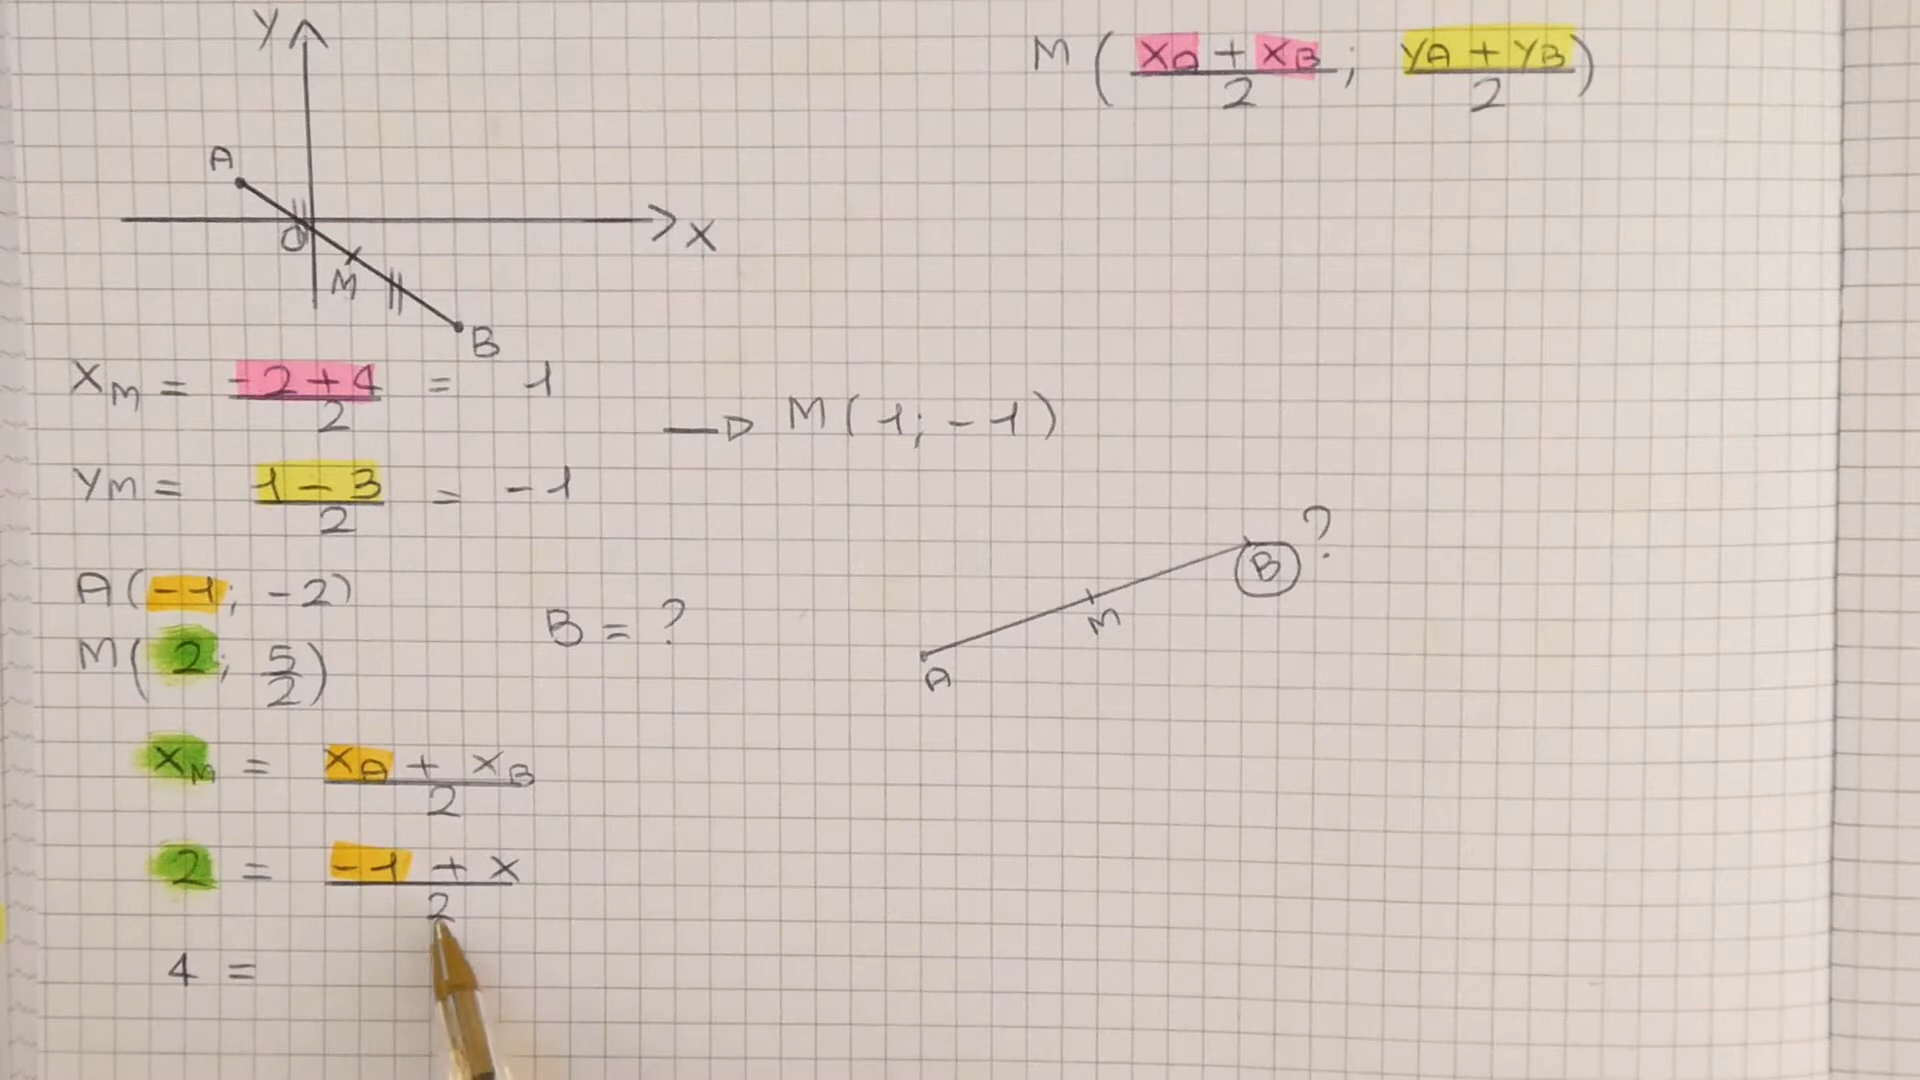 Y
M ( xA + xB / 2 ; yA + yB / 2 )
A
O
X
M
B
xM = -2+4 / 2 = 1
→ M(1; -1)
yM = 1-3 / 2 = -1
A(-1; -2)
M(2; 5/2)
B = ?
B ?
M
A
xM = xA + xB / 2
2 = -1 + x / 2
4 =